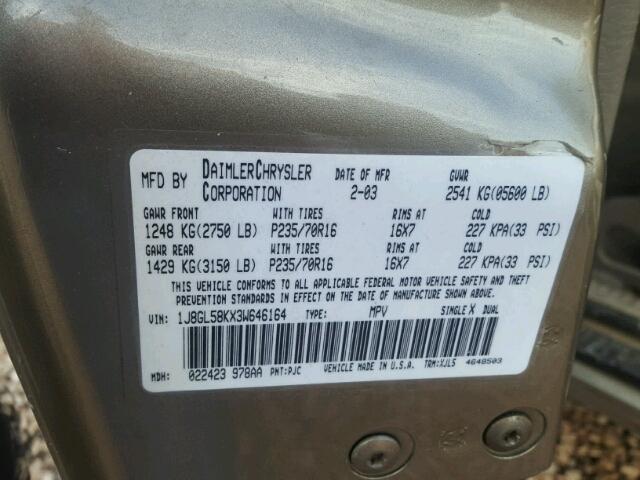 MFD BY DAIMLERCHRYSLER CORPORATION DATE OF MFR 2-03 GVWR 2541 KG(05600 LB)
GAWR FRONT WITH TIRES RIMS AT COLD
1248 KG(2750 LB) P235/70R16 16X7 227 KPA(33 PSI)
GAWR REAR WITH TIRES RIMS AT COLD
1429 KG(3150 LB) P235/70R16 16X7 227 KPA(33 PSI)
THIS VEHICLE CONFORMS TO ALL APPLICABLE FEDERAL MOTOR VEHICLE SAFETY AND THEFT
PREVENTION STANDARDS IN EFFECT ON THE DATE OF MANUFACTURE SHOWN ABOVE.
VIN: 1J8GL58KX3W646164 TYPE: MPV SINGLE X DUAL
MDH: 022423 978AA PNT:PJC VEHICLE MADE IN U.S.A. TRM:XJL5 4648503